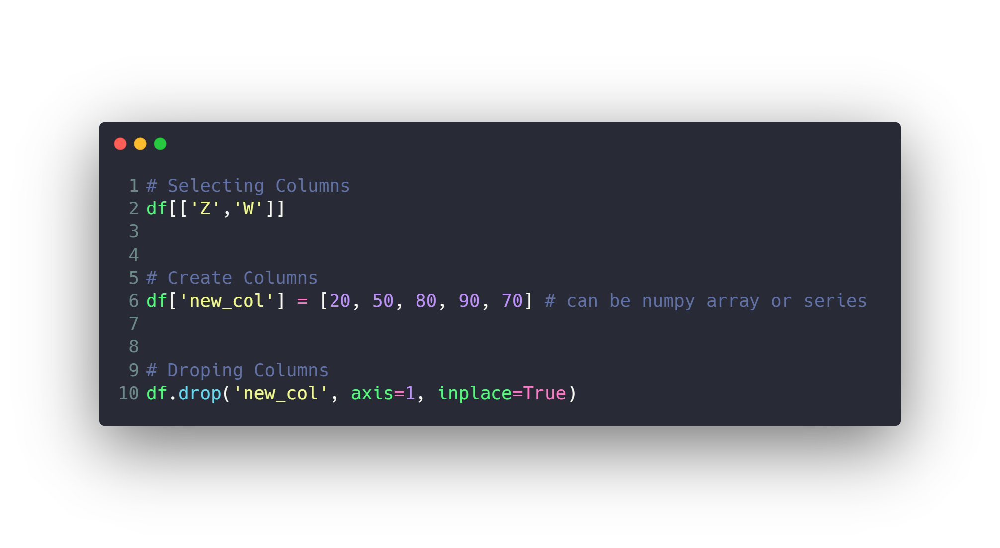 1 # Selecting Columns
2 df[['Z','W']]
3
4
5 # Create Columns
6 df['new_col'] = [20, 50, 80, 90, 70] # can be numpy array or series
7
8
9 # Droping Columns
10 df.drop('new_col', axis=1, inplace=True)